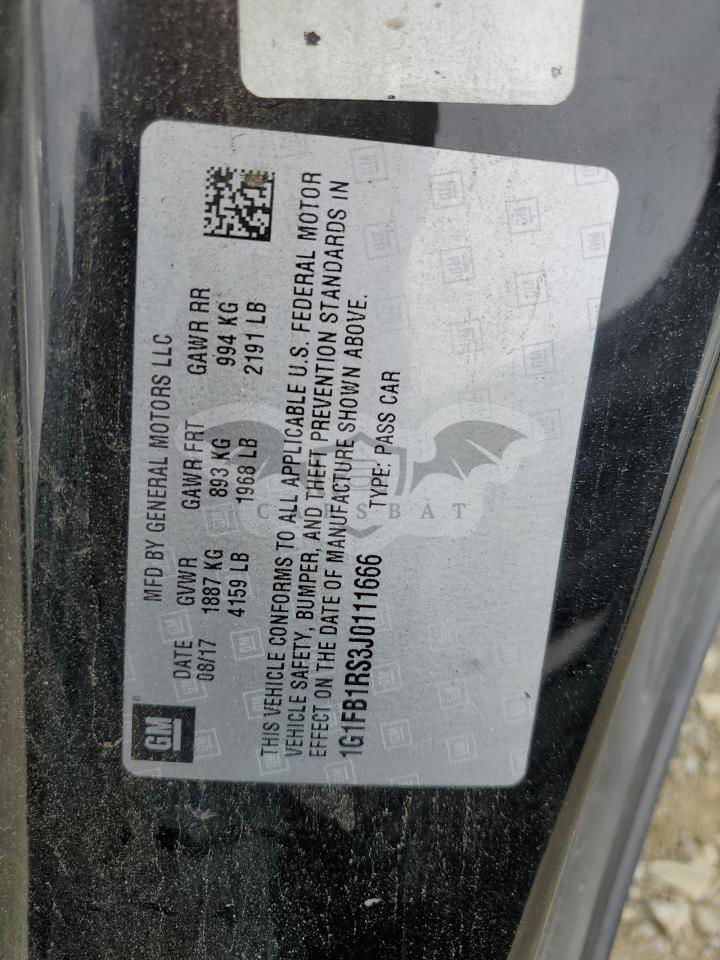 GM
MFD BY GENERAL MOTORS LLC
DATE GVWR GAWR FRT GAWR RR
08/17 1887 KG 893 KG 994 KG
4159 LB 1968 LB 2191 LB
THIS VEHICLE CONFORMS TO ALL APPLICABLE U.S. FEDERAL MOTOR
VEHICLE SAFETY, BUMPER, AND THEFT PREVENTION STANDARDS IN
EFFECT ON THE DATE OF MANUFACTURE SHOWN ABOVE.
1G1FB1RS3J0111666 TYPE: PASS CAR
CARSBAT